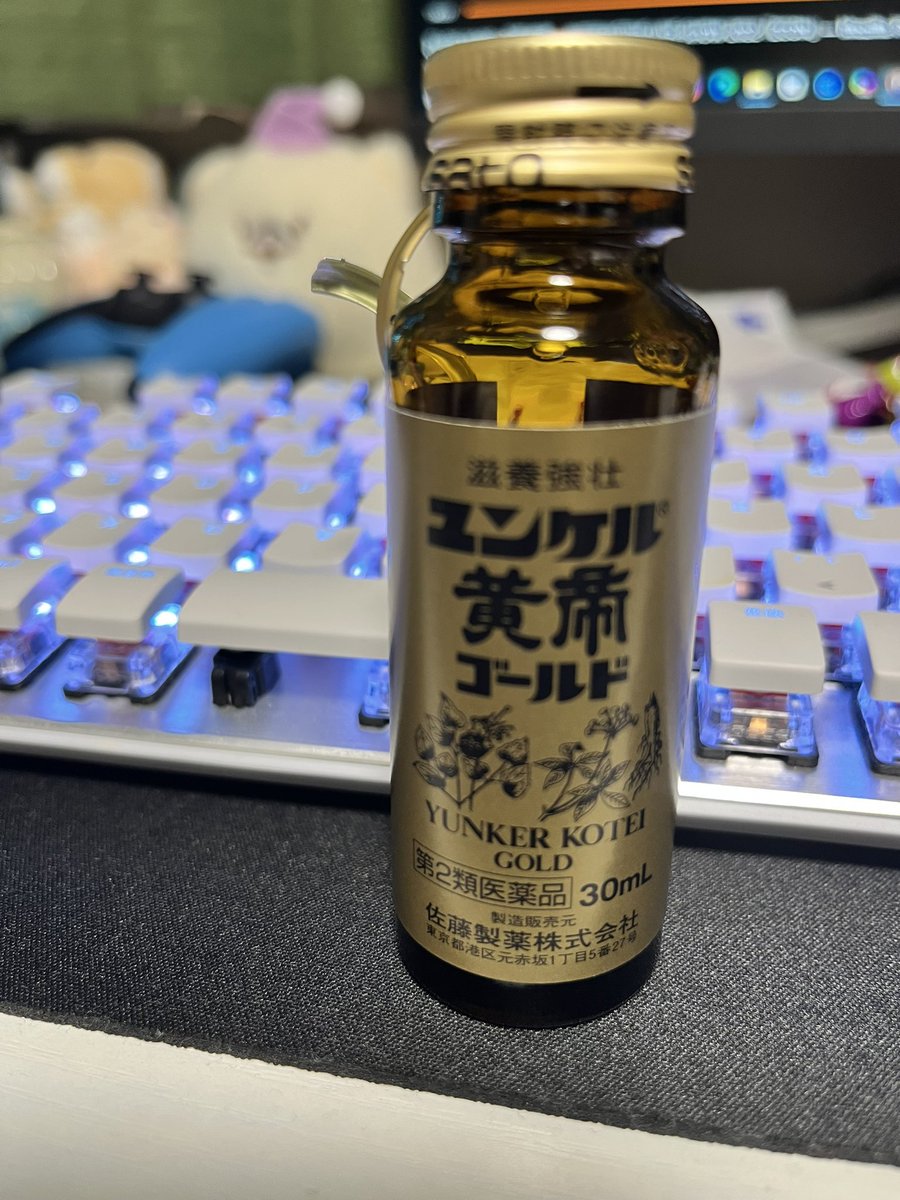 sato
滋養強壮
ユンケル®
黄帝
ゴールド
YUNKER KOTEI
GOLD
第2類医薬品 30mL
製造販売元
佐藤製薬株式会社
東京都港区元赤坂1丁目5番27号